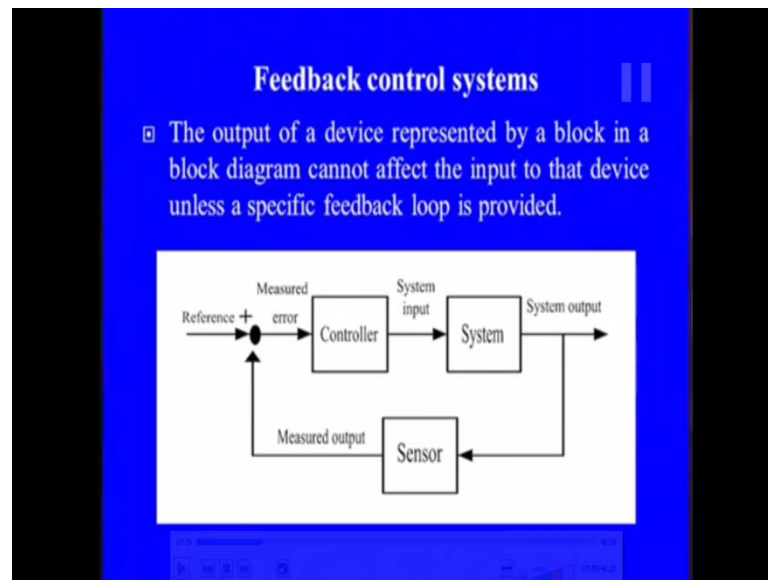 Feedback control systems
The output of a device represented by a block in a
block diagram cannot affect the input to that device
unless a specific feedback loop is provided.
Reference +
Measured
error
Controller
System
input
System
System output
Measured output
Sensor